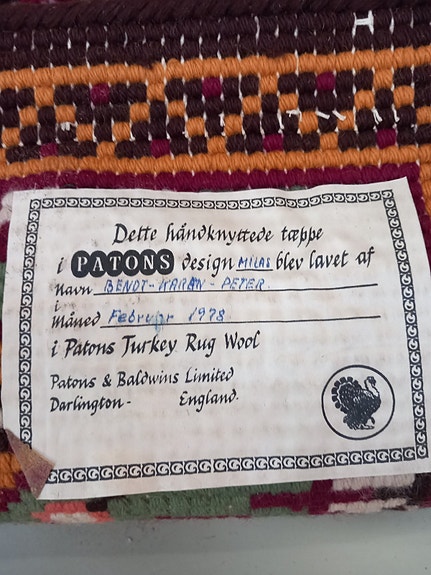 Dette håndknyttede tæppe
i PATONS design MILAS blev lavet af
navn BENDT-KAREN-PETER
i
måned Februar 1978
i Patons Turkey Rug Wool
Patons & Baldwins Limited
Darlington - England.